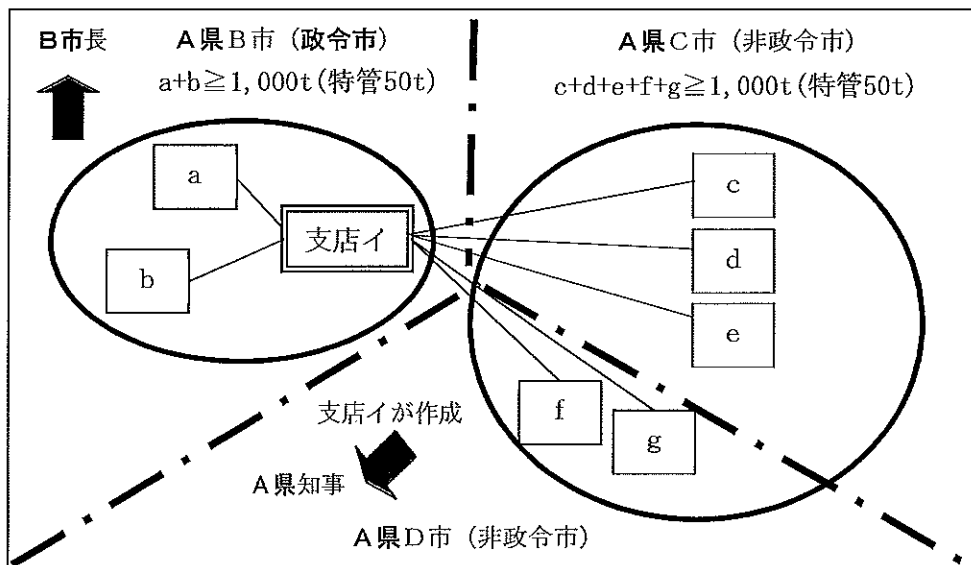 B市長
A県B市（政令市）
a+b≧1,000t(特管50t)
A県C市（非政令市）
c+d+e+f+g≧1,000t(特管50t)
a
b
支店イ
c
d
e
f
g
支店イが作成
A県知事
A県D市（非政令市）